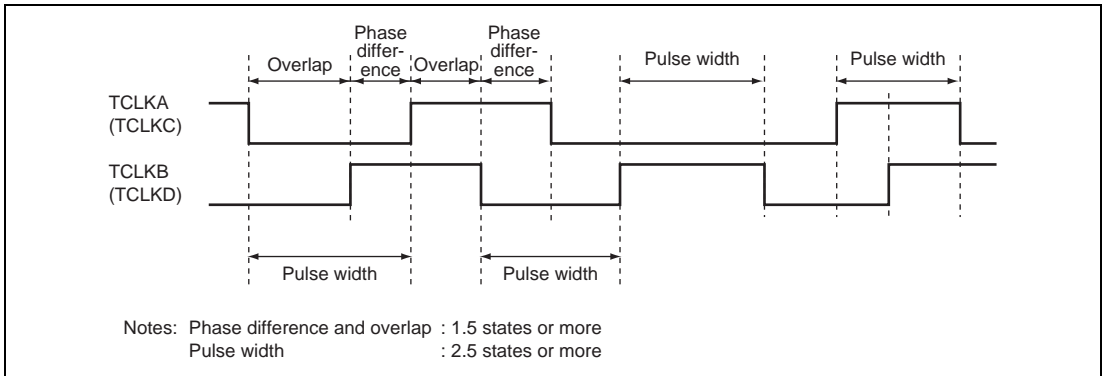 Phase
differ-
ence
Phase
differ-
ence
Overlap
Overlap
Pulse width
Pulse width
TCLKA
(TCLKC)
TCLKB
(TCLKD)
Pulse width
Pulse width
Notes: Phase difference and overlap : 1.5 states or more
Pulse width : 2.5 states or more